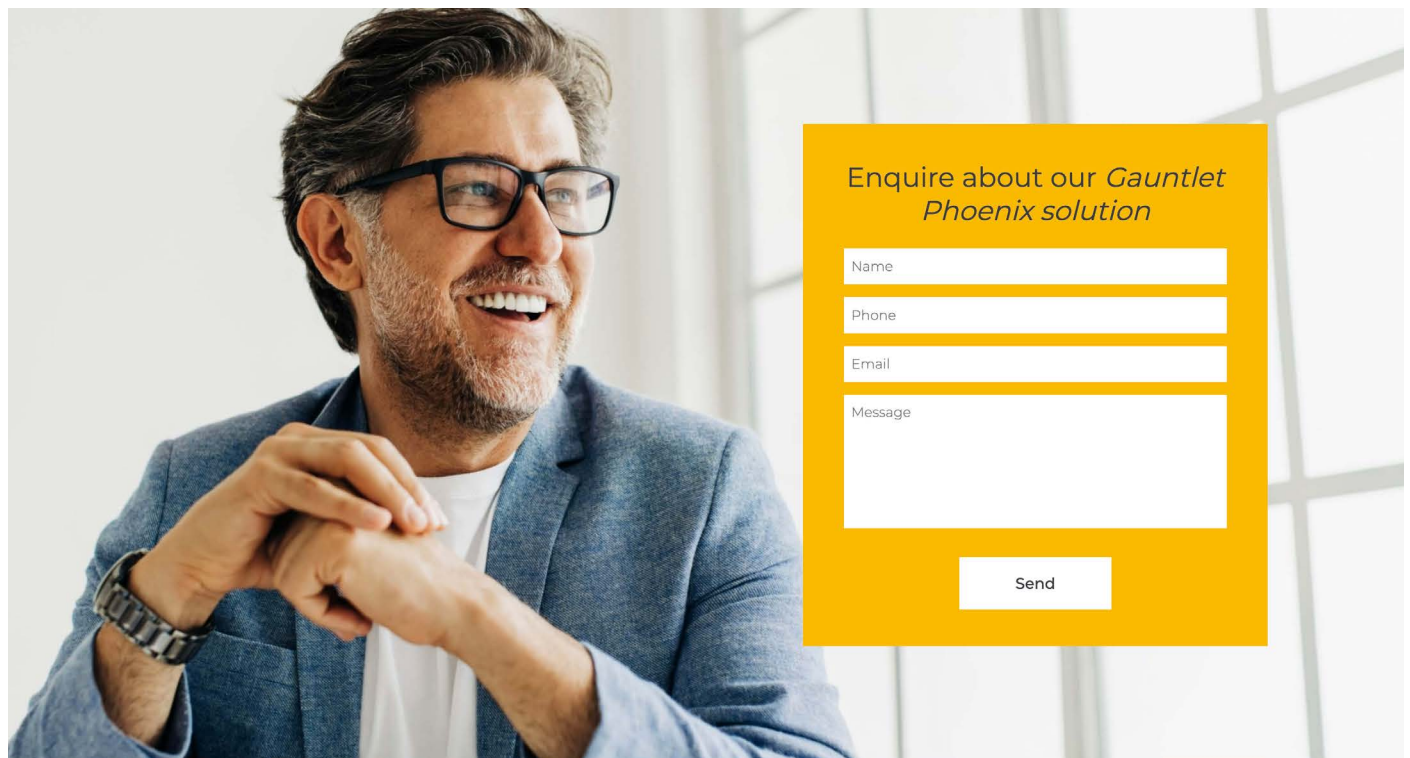 Enquire about our Gauntlet
Phoenix solution
Name
Phone
Email
Message
Send